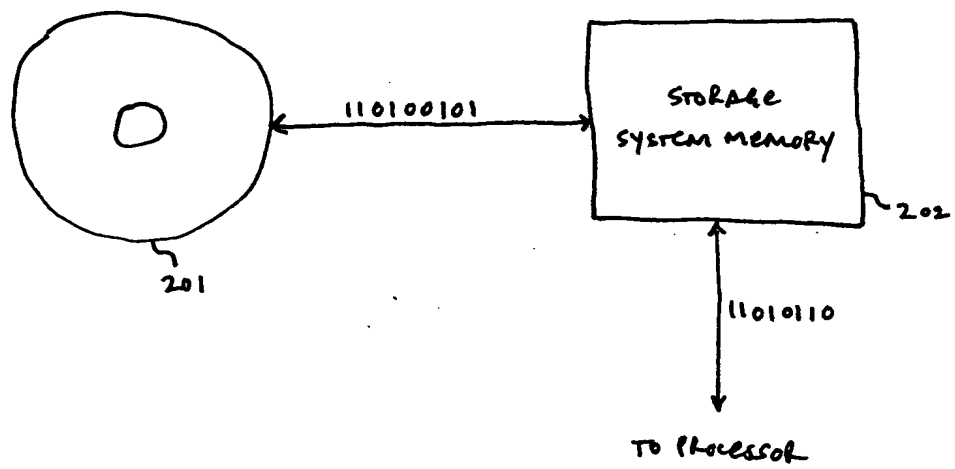 110100101
STORAGE
SYSTEM MEMORY
202
201
11010110
TO PROCESSOR